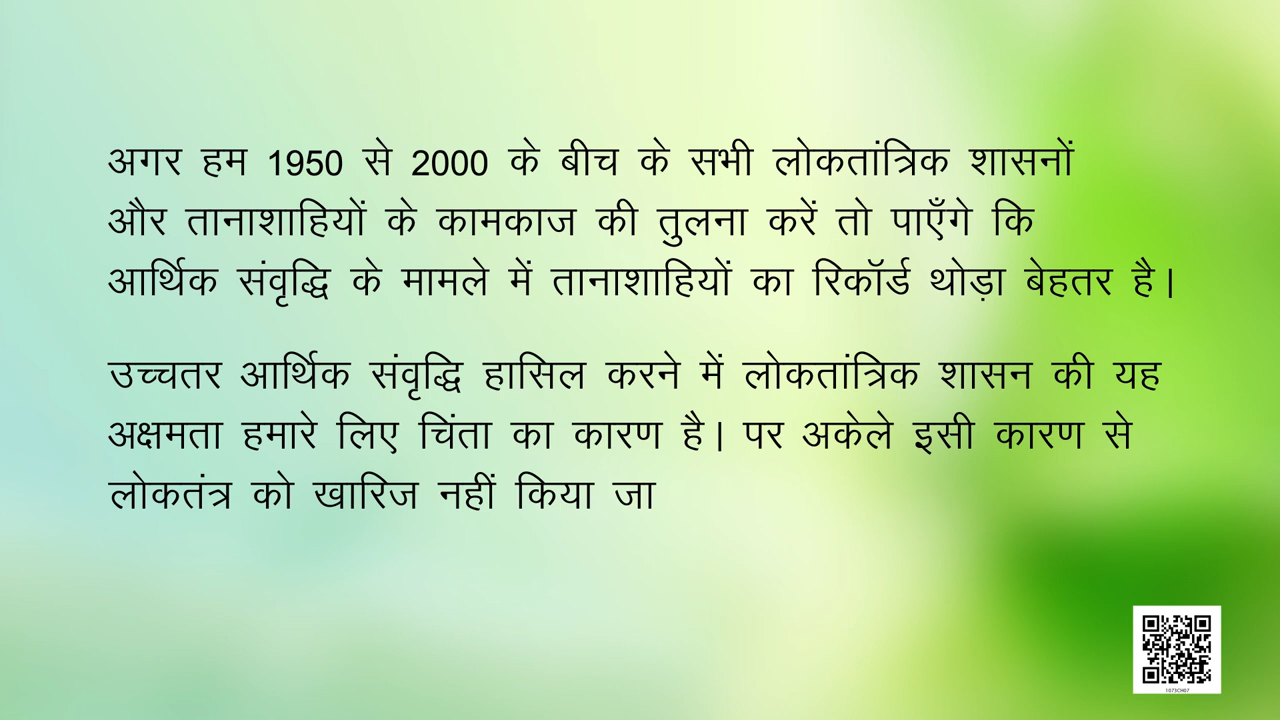 अगर हम 1950 से 2000 के बीच के सभी लोकतांत्रिक शासनों
और तानाशाहियों के कामकाज की तुलना करें तो पाएँगे कि
आर्थिक संवृद्धि के मामले में तानाशाहियों का रिकॉर्ड थोड़ा बेहतर है।
उच्चतर आर्थिक संवृद्धि हासिल करने में लोकतांत्रिक शासन की यह
अक्षमता हमारे लिए चिंता का कारण है। पर अकेले इसी कारण से
लोकतंत्र को खारिज नहीं किया जा
1073CH07